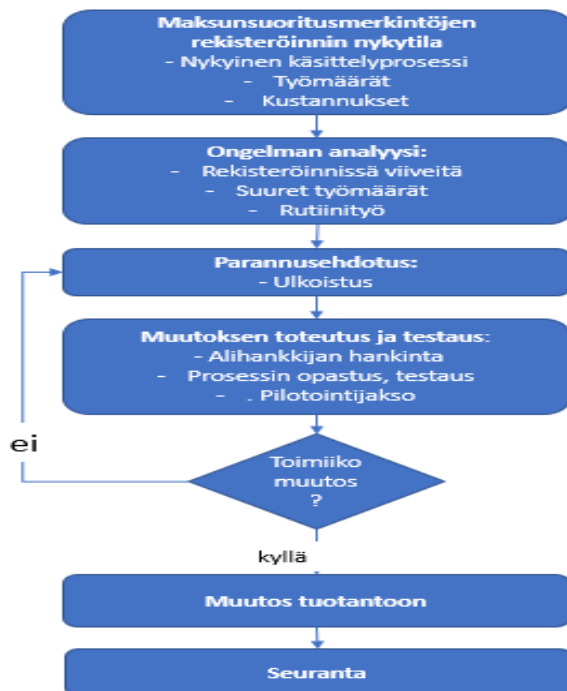 Maksunsuoritusmerkintöjen
rekisteröinnin nykytila
- Nykyinen käsittelyprosessi
- Työmäärät
- Kustannukset
Ongelman analyysi:
- Rekisteröinnissä viiveitä
- Suuret työmäärät
- Rutiinityö
Parannusehdotus:
- Ulkoistus
Muutoksen toteutus ja testaus:
- Alihankkijan hankinta
- Prosessin opastus, testaus
- . Pilotointijakso
ei
Toimiiko
muutos
?
kyllä
Muutos tuotantoon
Seuranta